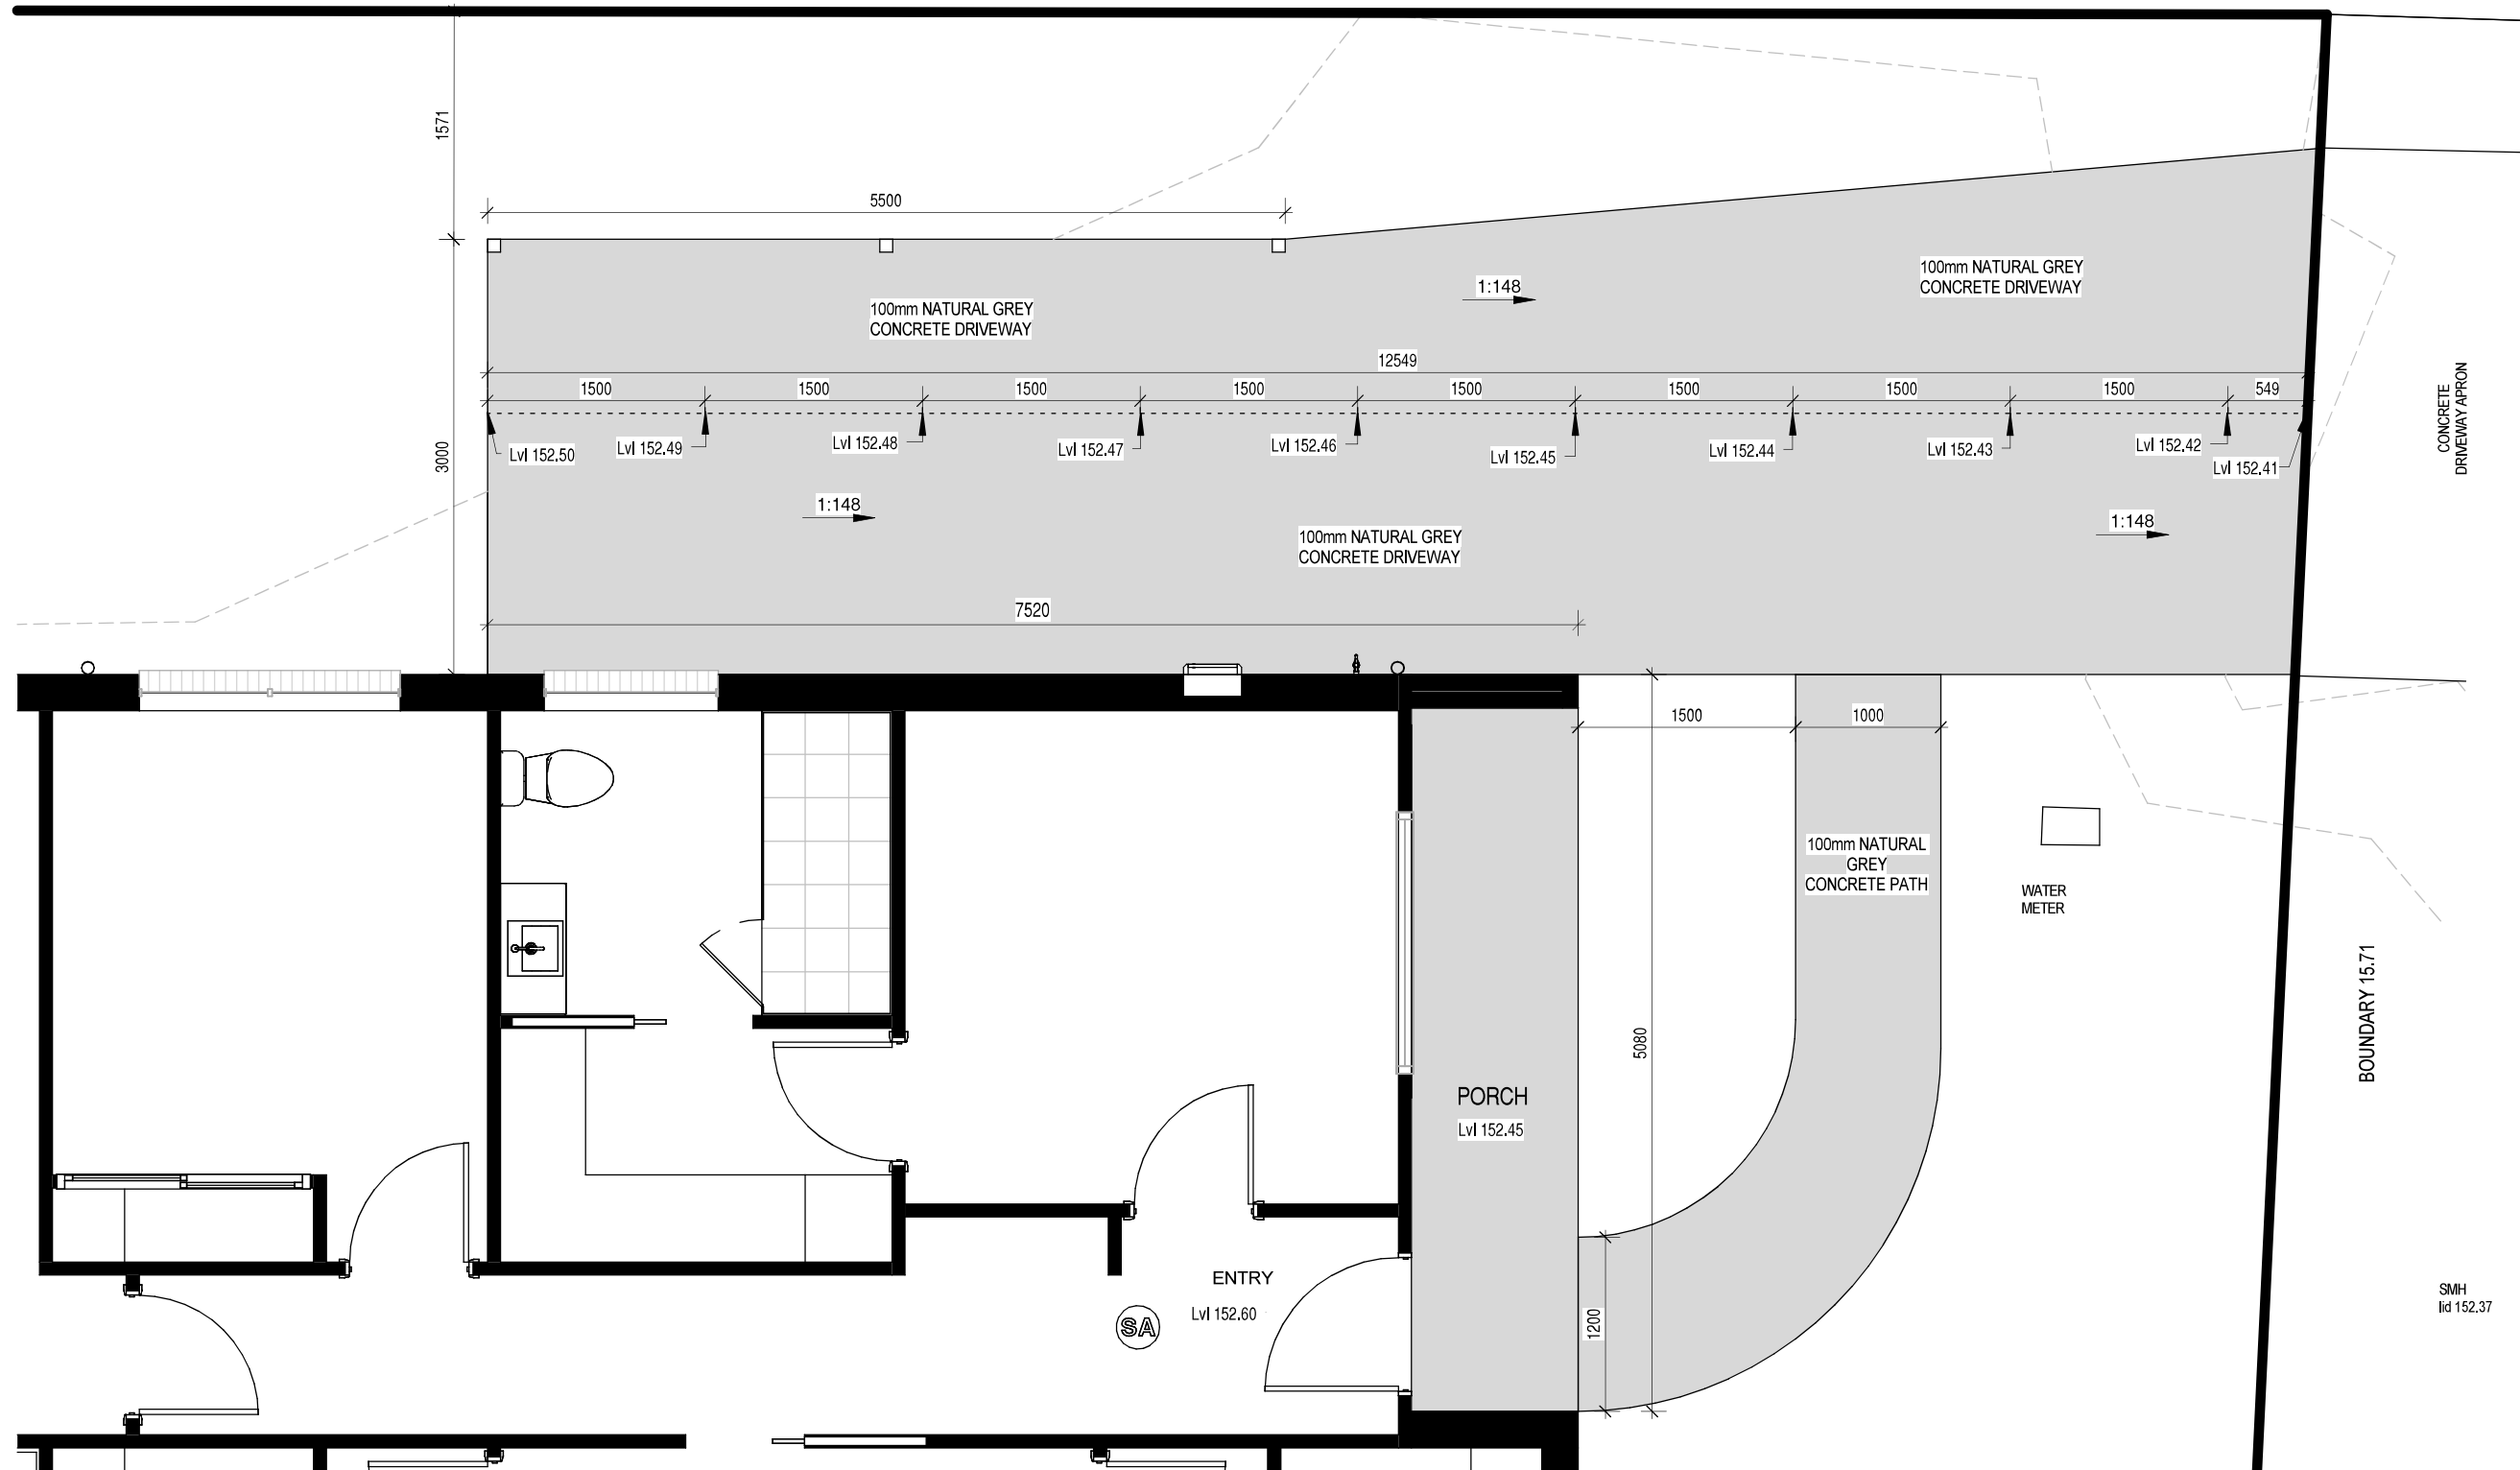 1571
5500
100mm NATURAL GREY
CONCRETE DRIVEWAY
1:148
100mm NATURAL GREY
CONCRETE DRIVEWAY
12549
1500
1500
1500
1500
1500
1500
1500
1500
549
3000
Lvl 152.50
Lvl 152.49
Lvl 152.48
Lvl 152.47
Lvl 152.46
Lvl 152.45
Lvl 152.44
Lvl 152.43
Lvl 152.42
Lvl 152.41
CONCRETE
DRIVEWAY APRON
1:148
100mm NATURAL GREY
CONCRETE DRIVEWAY
1:148
7520
1500
1000
100mm NATURAL
GREY
CONCRETE PATH
WATER
METER
BOUNDARY 15.71
5080
PORCH
Lvl 152.45
ENTRY
Lvl 152.60
SA
1200
SMH
lid 152.37